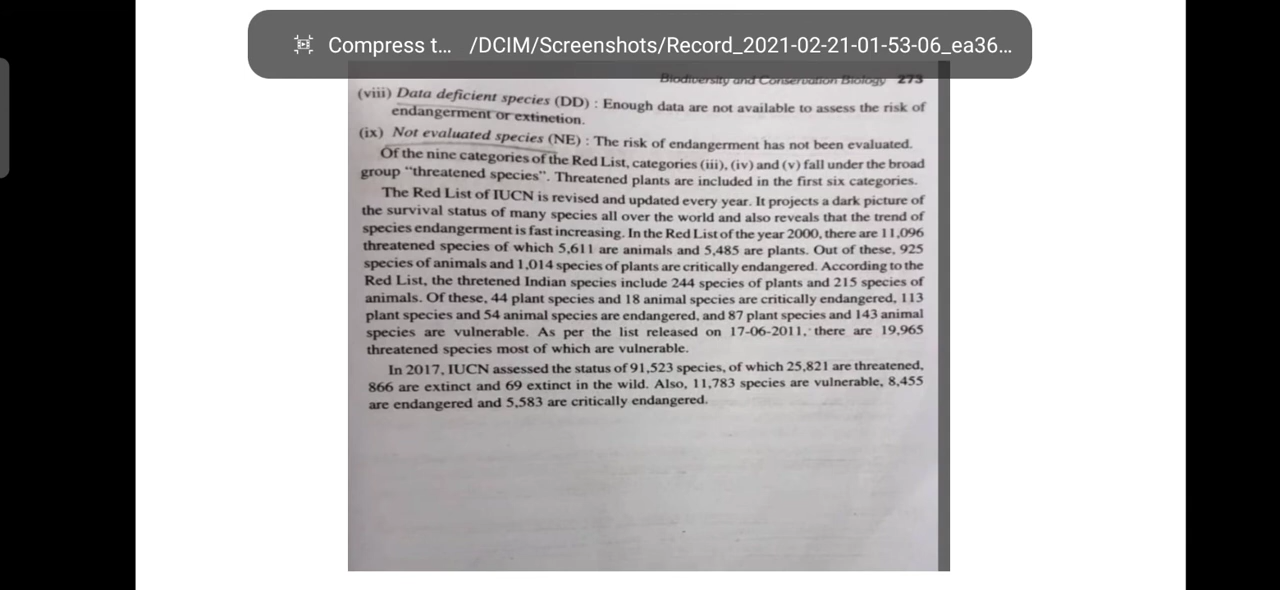 Compress t... /DCIM/Screenshots/Record_2021-02-21-01-53-06_ea36...
Biodiversity and Conservation Biology 273
(viii) Data deficient species (DD) : Enough data are not available to assess the risk of
endangerment or extinction.
(ix) Not evaluated species (NE) : The risk of endangerment has not been evaluated.
Of the nine categories of the Red List, categories (iii), (iv) and (v) fall under the broad
group "threatened species". Threatened plants are included in the first six categories.
The Red List of IUCN is revised and updated every year. It projects a dark picture of
the survival status of many species all over the world and also reveals that the trend of
species endangerment is fast increasing. In the Red List of the year 2000, there are 11,096
threatened species of which 5,611 are animals and 5,485 are plants. Out of these, 925
species of animals and 1,014 species of plants are critically endangered. According to the
Red List, the thretened Indian species include 244 species of plants and 215 species of
animals. Of these, 44 plant species and 18 animal species are critically endangered, 113
plant species and 54 animal species are endangered, and 87 plant species and 143 animal
species are vulnerable. As per the list released on 17-06-2011, there are 19,965
threatened species most of which are vulnerable.
In 2017, IUCN assessed the status of 91,523 species, of which 25,821 are threatened,
866 are extinct and 69 extinct in the wild. Also, 11,783 species are vulnerable, 8,455
are endangered and 5,583 are critically endangered.